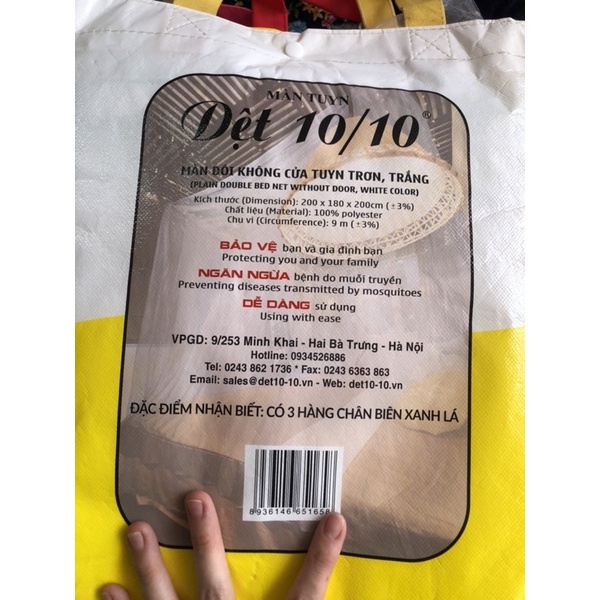 MÀN TUYN
Dệt 10/10®
MÀN ĐÔI KHÔNG CỬA TUYN TRƠN, TRẮNG
(PLAIN DOUBLE BED NET WITHOUT DOOR, WHITE COLOR)
Kích thước (Dimension): 200 x 180 x 200cm (±3%)
Chất liệu (Material): 100% polyester
Chu vi (Circumference): 9 m (±3%)
BẢO VỆ bạn và gia đình bạn
Protecting you and your family
NGĂN NGỪA bệnh do muỗi truyền
Preventing diseases transmitted by mosquitoes
DỄ DÀNG sử dụng
Using with ease
VPGD: 9/253 Minh Khai - Hai Bà Trưng - Hà Nội
Hotline: 0934526886
Tel: 0243 862 1736 * Fax: 0243 6363 863
Email: sales@det10-10.vn - Web: det10-10.vn
ĐẶC ĐIỂM NHẬN BIẾT: CÓ 3 HÀNG CHÂN BIÊN XANH LÁ
8936146651658